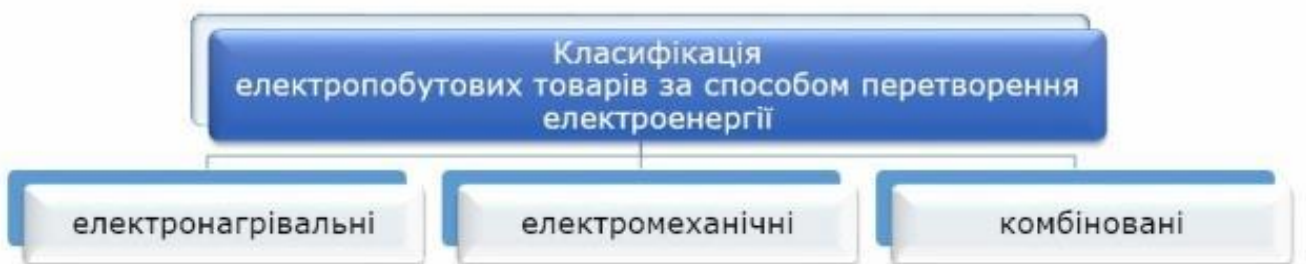 Класифікація
електропобутових товарів за способом перетворення
електроенергії
електронагрівальні
електромеханічні
комбіновані